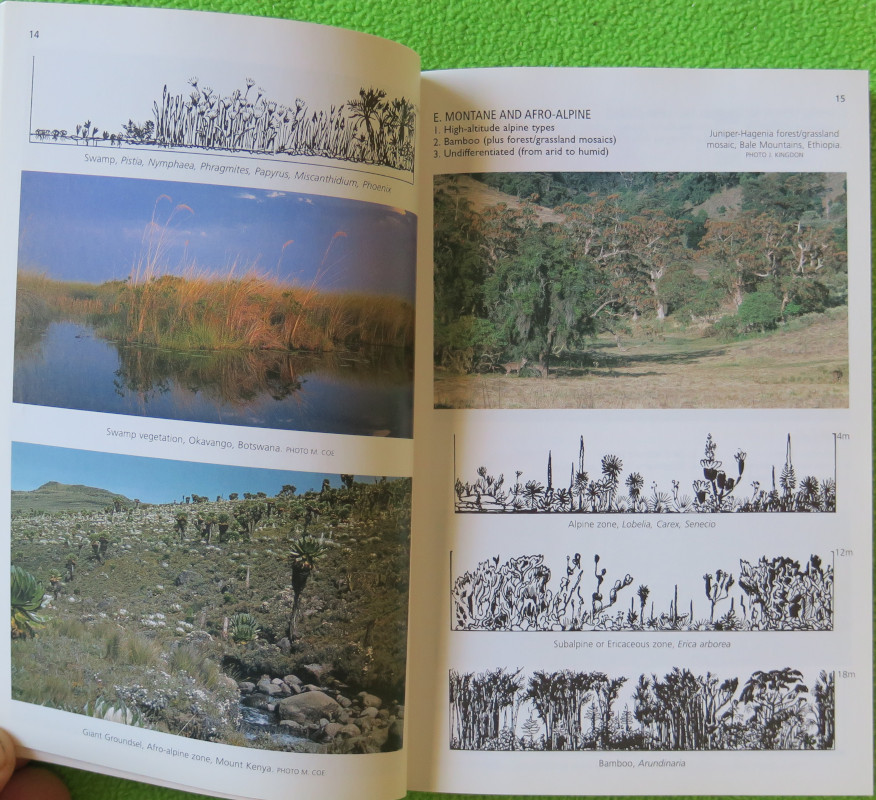 14
Swamp, Pistia, Nymphaea, Phragmites, Papyrus, Miscanthidium, Phoenix
Swamp vegetation, Okavango, Botswana. PHOTO M. COE
Giant Groundsel, Afro-alpine zone, Mount Kenya. PHOTO M. COE
15
E. MONTANE AND AFRO-ALPINE
1. High-altitude alpine types
2. Bamboo (plus forest/grassland mosaics)
3. Undifferentiated (from arid to humid)
Juniper-Hagenia forest/grassland
mosaic, Bale Mountains, Ethiopia.
PHOTO J. KINGDON
4m
Alpine zone, Lobelia, Carex, Senecio
12m
Subalpine or Ericaceous zone, Erica arborea
18m
Bamboo, Arundinaria